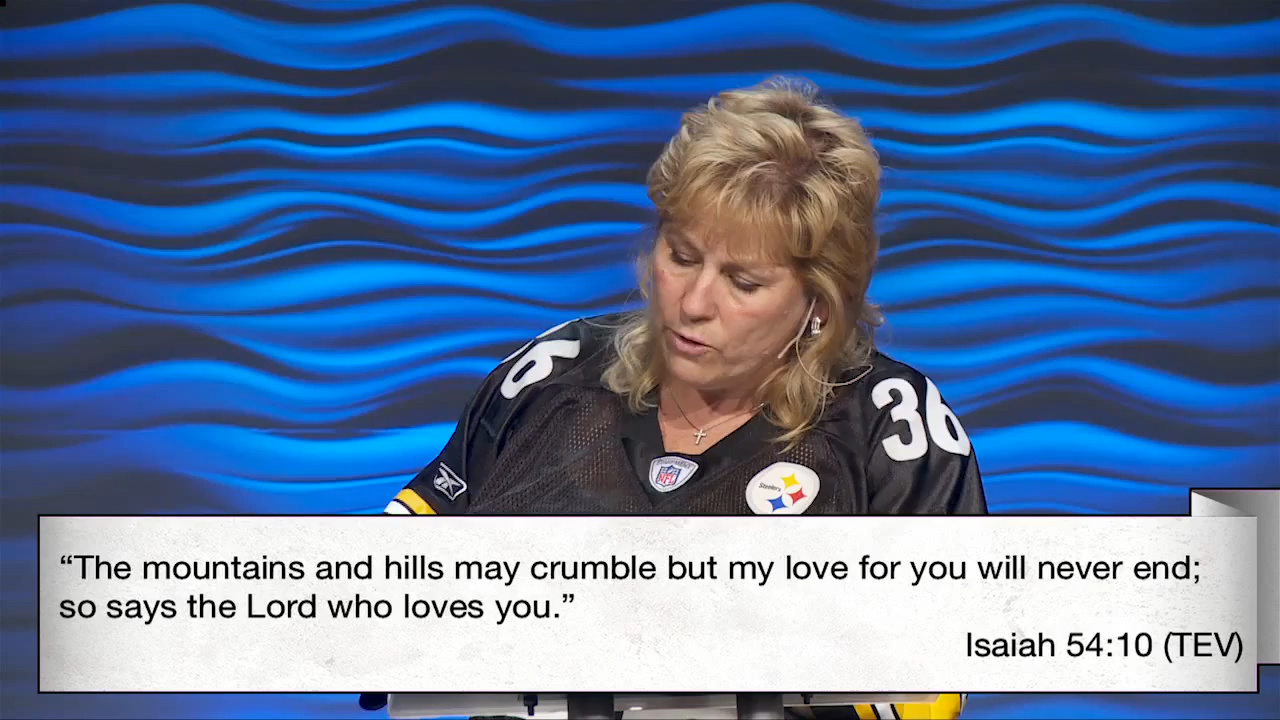 36
36
NFL
Steelers
“The mountains and hills may crumble but my love for you will never end;
so says the Lord who loves you.”
Isaiah 54:10 (TEV)